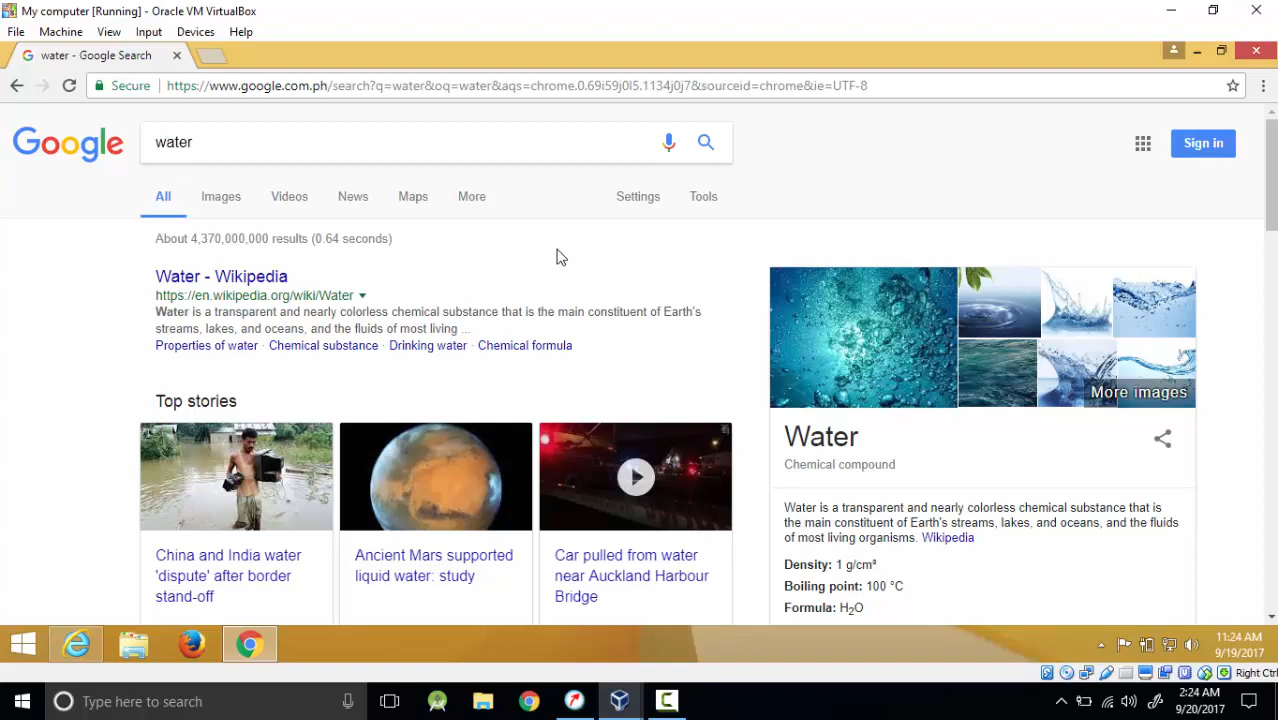 My computer [Running] - Oracle VM VirtualBox
File Machine View Input Devices Help
water - Google Search
Secure https://www.google.com.ph/search?q=water&oq=water&aqs=chrome.0.69i59j0l5.1134j0j7&sourceid=chrome&ie=UTF-8
Google water Sign in
All Images Videos News Maps More Settings Tools
About 4,370,000,000 results (0.64 seconds)
Water - Wikipedia
https://en.wikipedia.org/wiki/Water
Water is a transparent and nearly colorless chemical substance that is the main constituent of Earth's
streams, lakes, and oceans, and the fluids of most living ...
Properties of water · Chemical substance · Drinking water · Chemical formula
Top stories
China and India water
'dispute' after border
stand-off
Ancient Mars supported
liquid water: study
Car pulled from water
near Auckland Harbour
Bridge
More images
Water
Chemical compound
Water is a transparent and nearly colorless chemical substance that is
the main constituent of Earth's streams, lakes, and oceans, and the fluids
of most living organisms. Wikipedia
Density: 1 g/cm³
Boiling point: 100 °C
Formula: H₂O
11:24 AM
9/19/2017
Right Ctrl
Type here to search
2:24 AM
9/20/2017